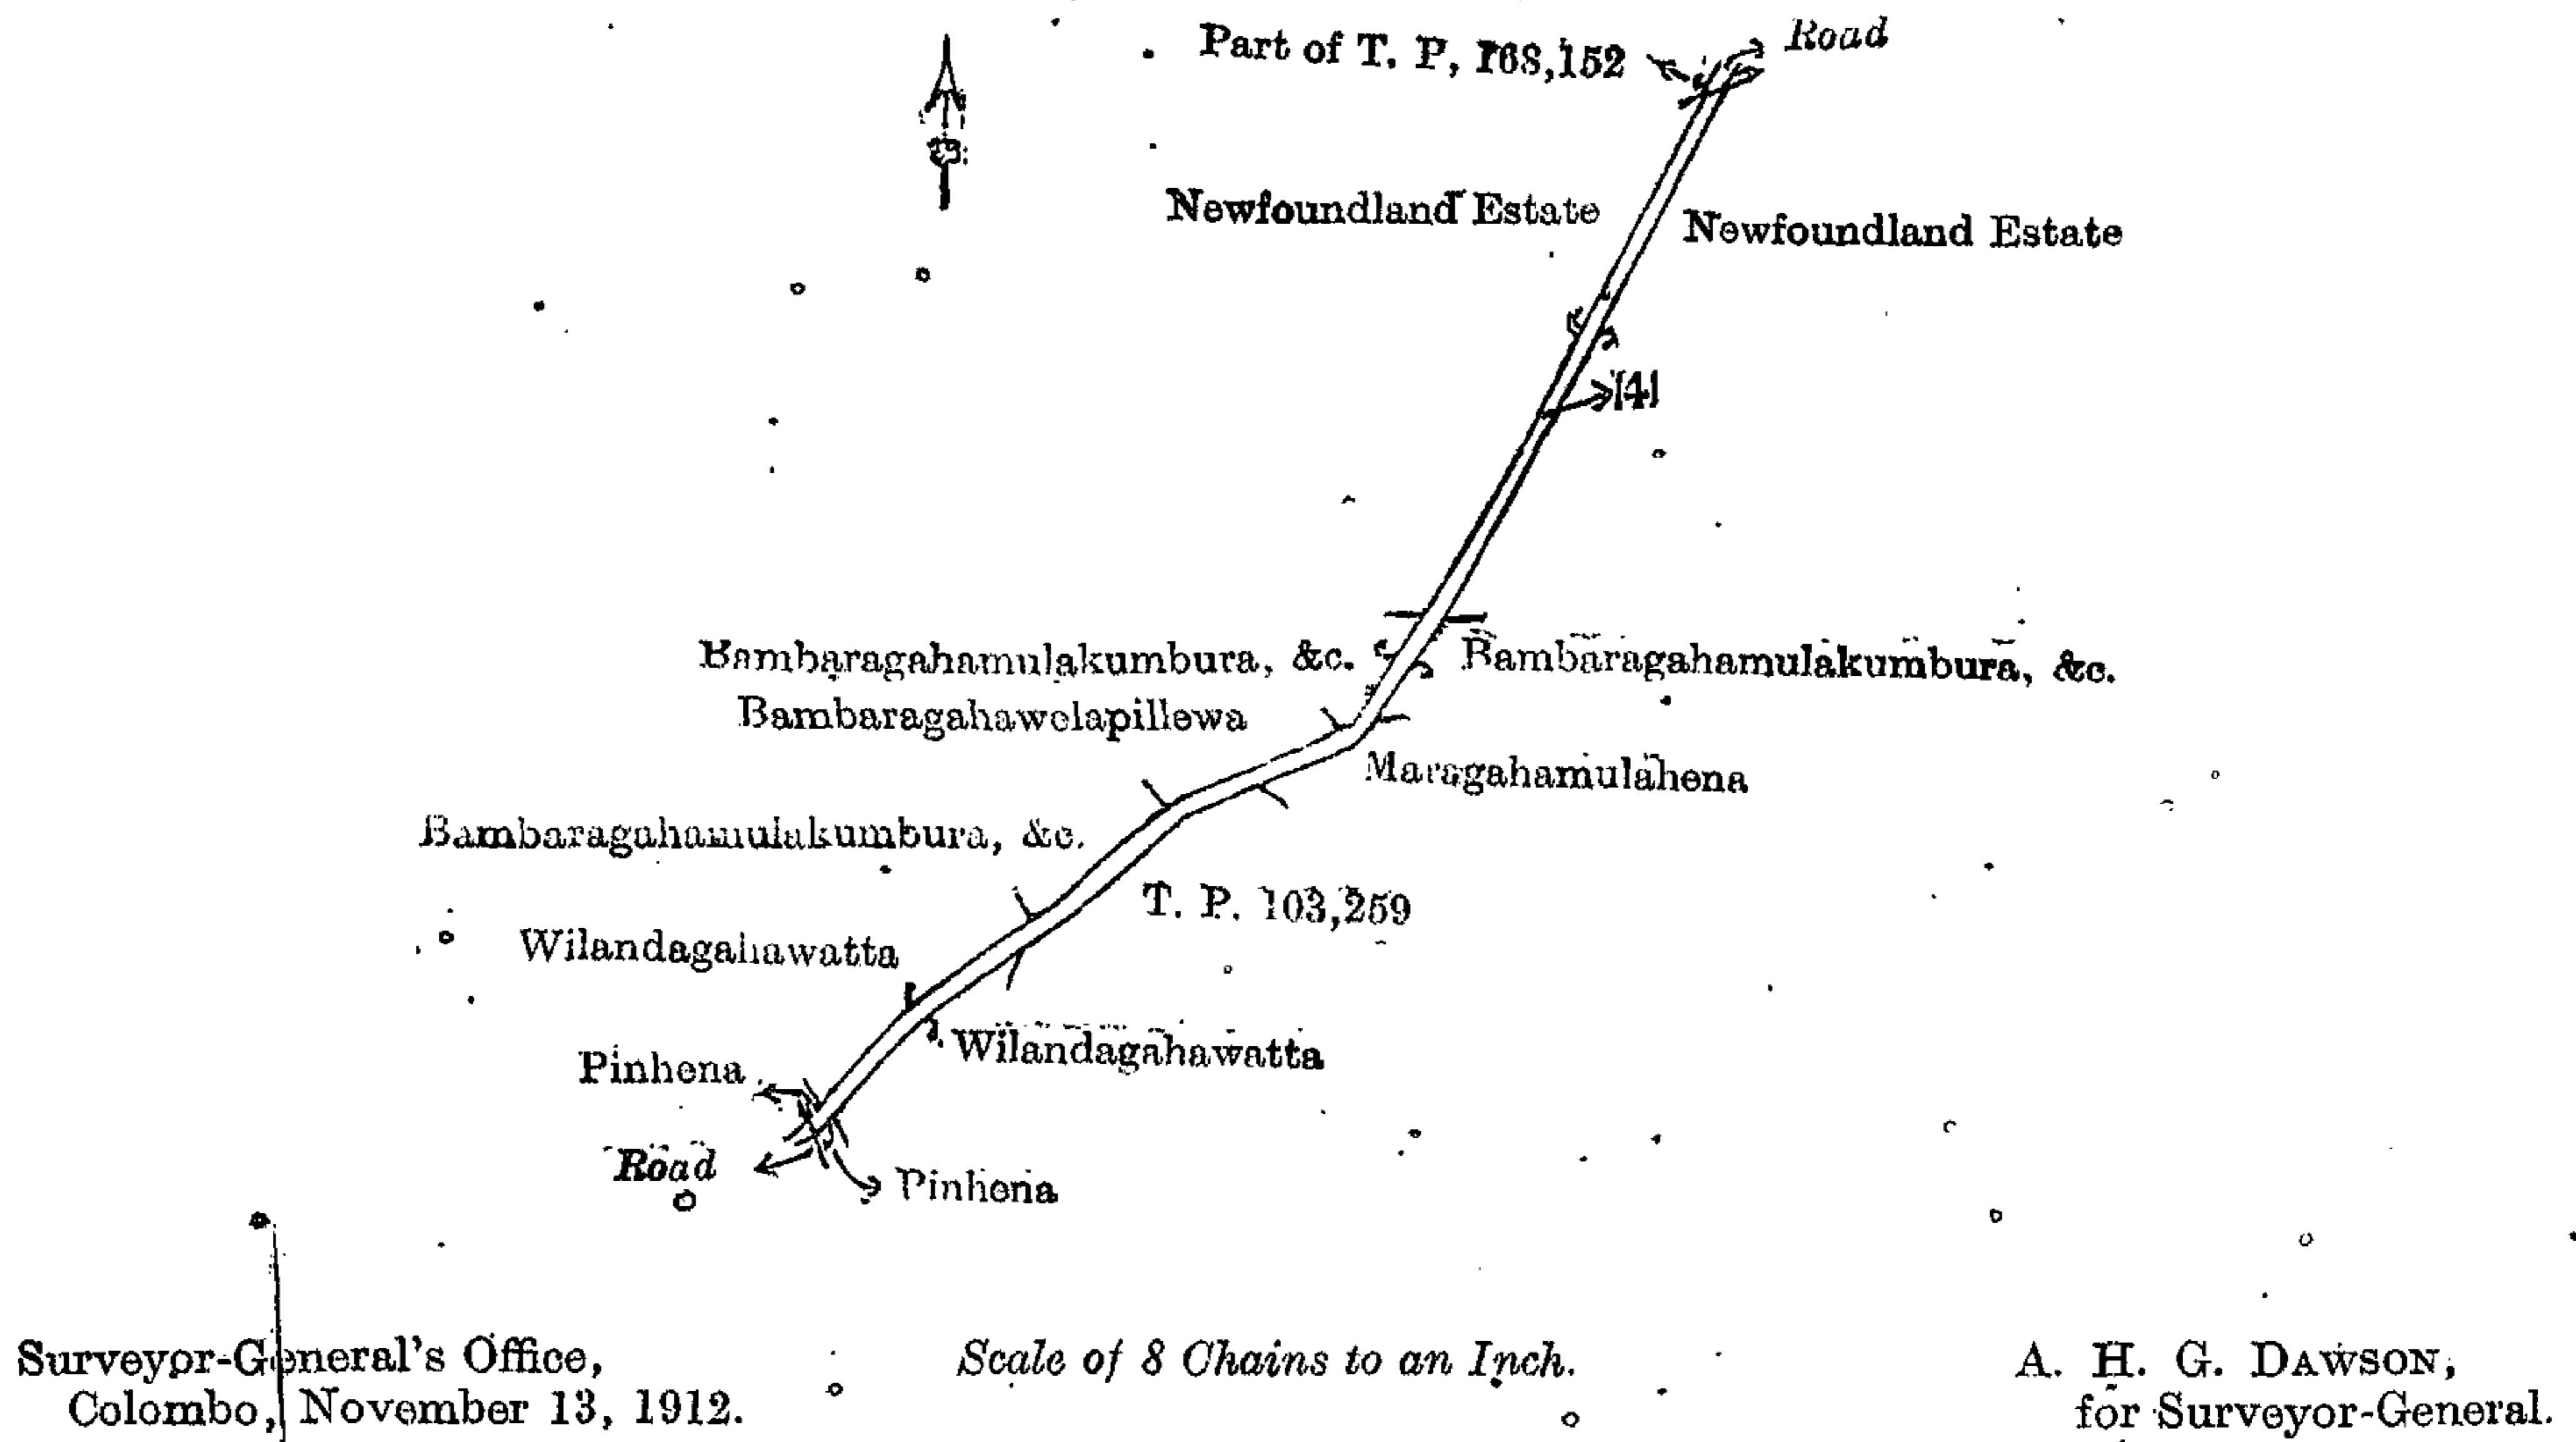 Part of T. P, 168,152
Road
Newfoundland Estate
Newfoundland Estate
141
Bambaragahamulakumbura, &c.
Bambaragahamulakumbura, &c.
Bambaragahawelapillewa
Maragahamulahena
Bambaragahamulakumbura, &c.
T. P. 103,259
Wilandagahawatta
Wilandagahawatta
Pinhena
Road
Pinhena
Surveyor-General's Office,
Colombo, November 13, 1912.
Scale of 8 Chains to an Inch.
A. H. G. DAWSON,
for Surveyor-General.